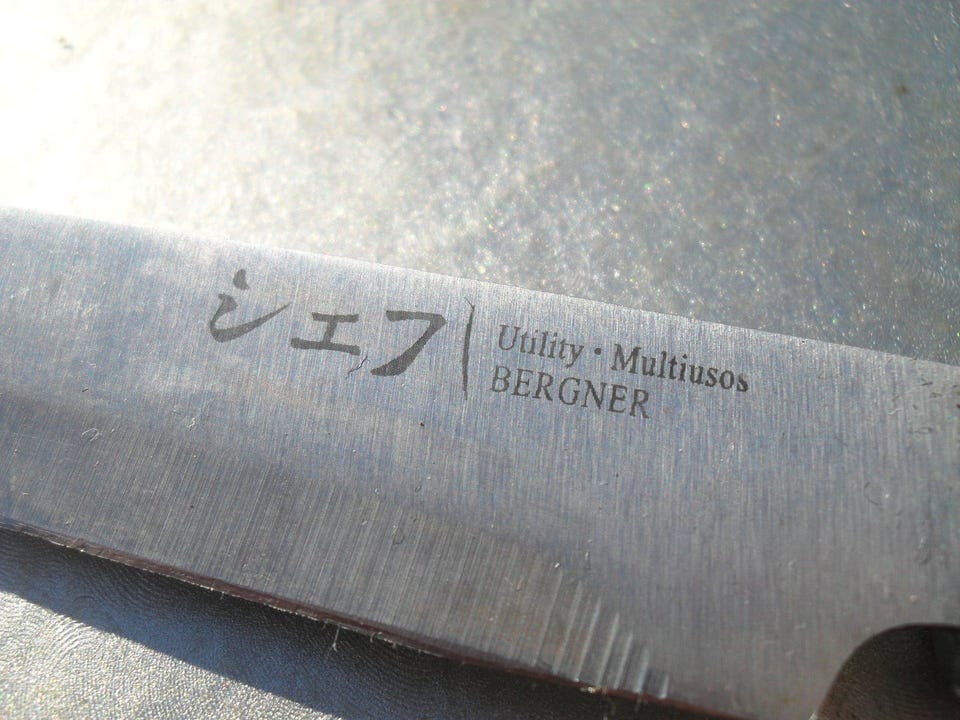 シェフ
Utility · Multiusos
BERGNER